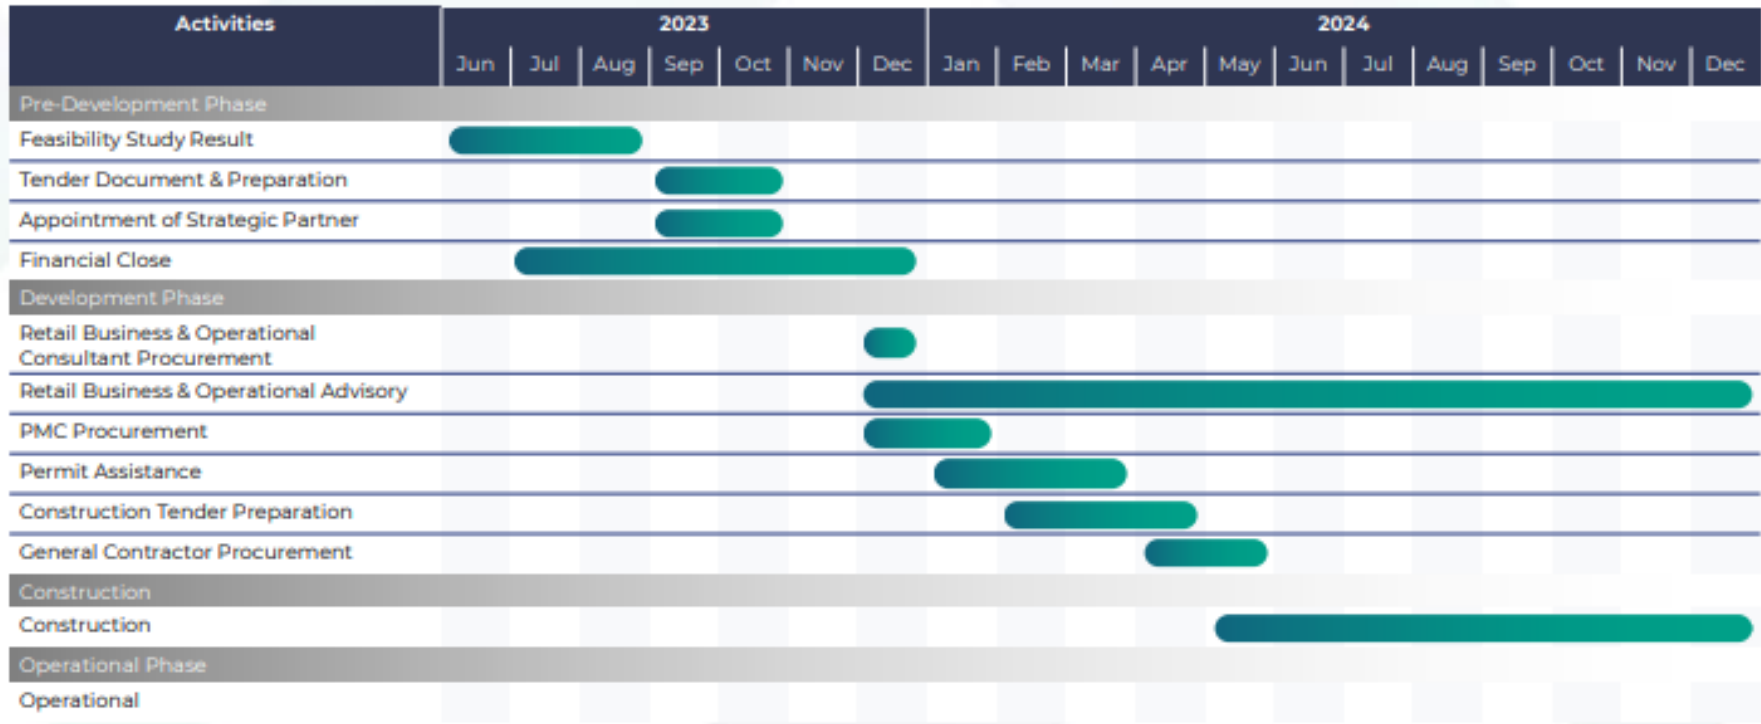 Activities 2023 2024
Jun Jul Aug Sep Oct Nov Dec Jan Feb Mar Apr May Jun Jul Aug Sep Oct Nov Dec
Pre-Development Phase
Feasibility Study Result
Tender Document & Preparation
Appointment of Strategic Partner
Financial Close
Development Phase
Retail Business & Operational
Consultant Procurement
Retail Business & Operational Advisory
PMC Procurement
Permit Assistance
Construction Tender Preparation
General Contractor Procurement
Construction
Construction
Operational Phase
Operational